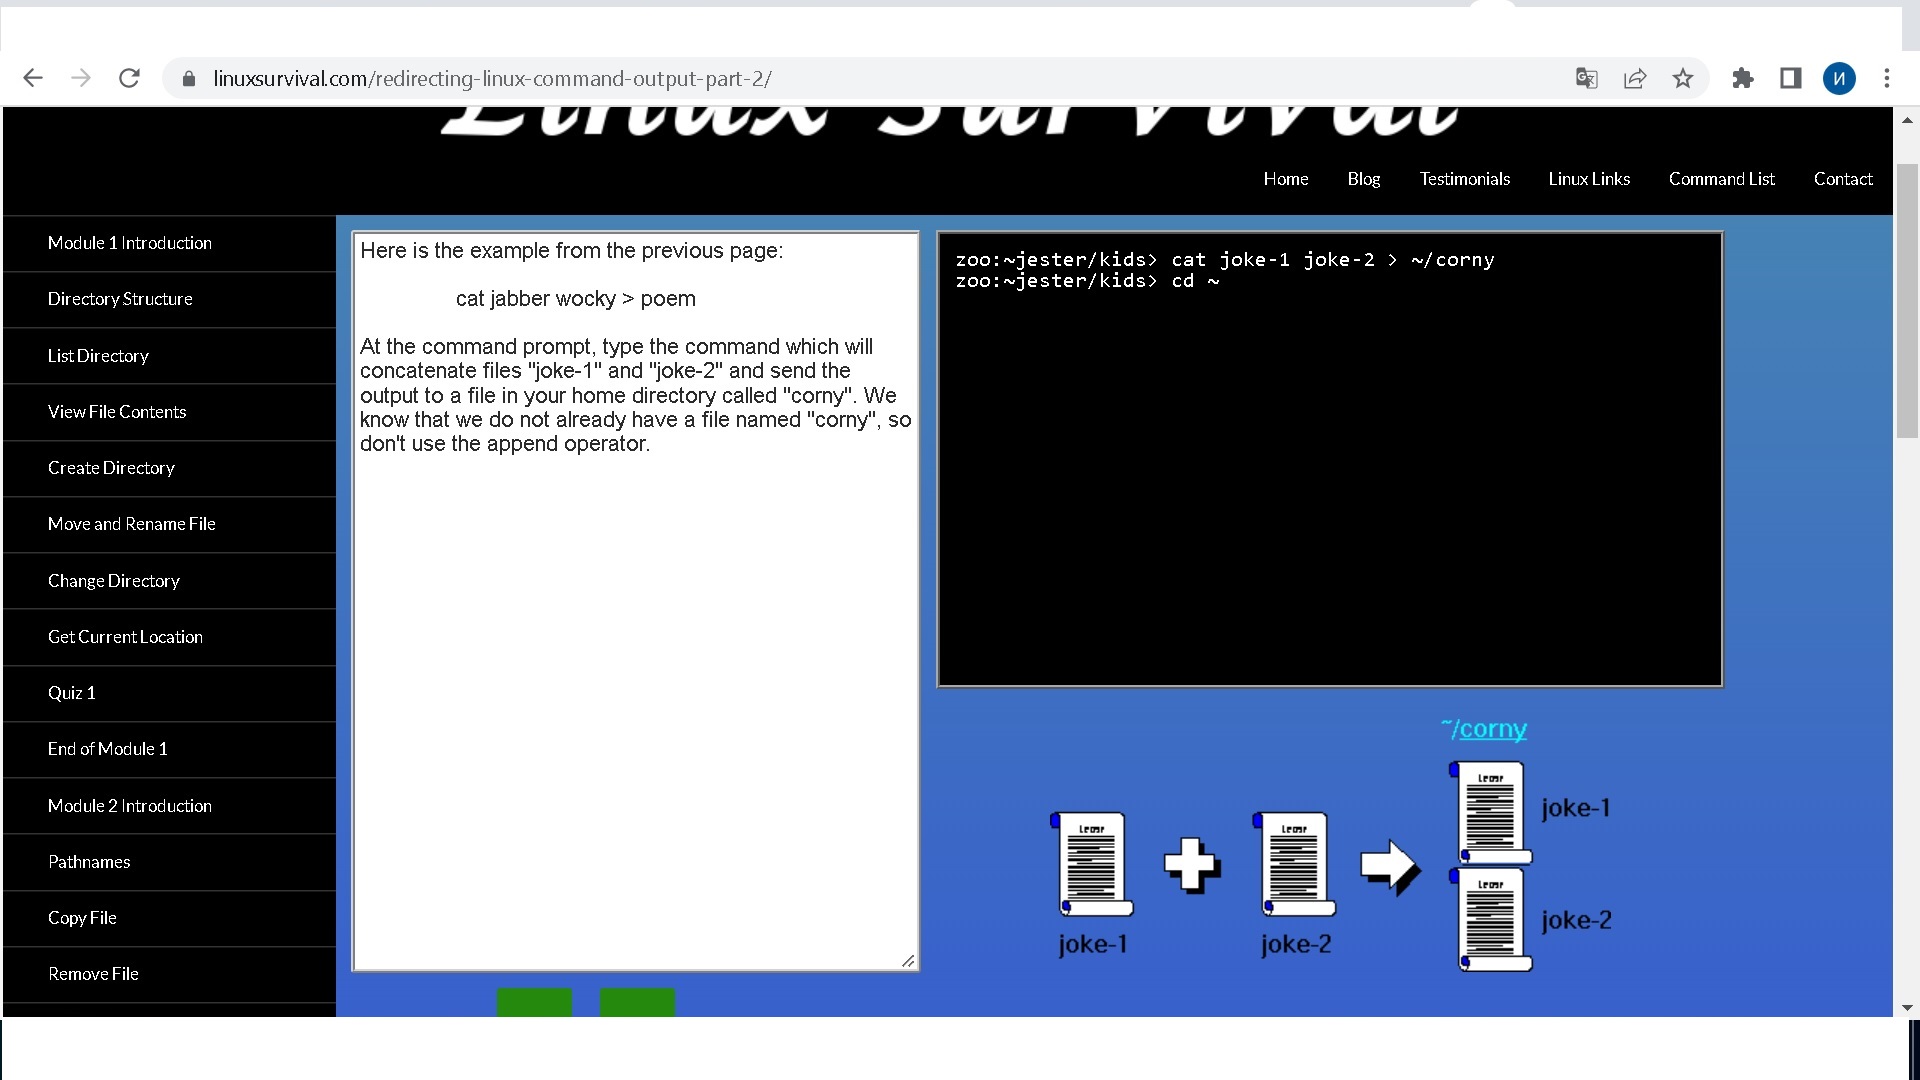 linuxsurvival.com/redirecting-linux-command-output-part-2/
И
Linux Survival
Home Blog Testimonials Linux Links Command List Contact
Module 1 Introduction
Directory Structure
List Directory
View File Contents
Create Directory
Move and Rename File
Change Directory
Get Current Location
Quiz 1
End of Module 1
Module 2 Introduction
Pathnames
Copy File
Remove File
Here is the example from the previous page:
cat jabber wocky > poem
At the command prompt, type the command which will
concatenate files "joke-1" and "joke-2" and send the
output to a file in your home directory called "corny". We
know that we do not already have a file named "corny", so
don't use the append operator.
zoo:~jester/kids> cat joke-1 joke-2 > ~/corny
zoo:~jester/kids> cd ~
~/corny
joke-1
joke-2
joke-1
joke-2